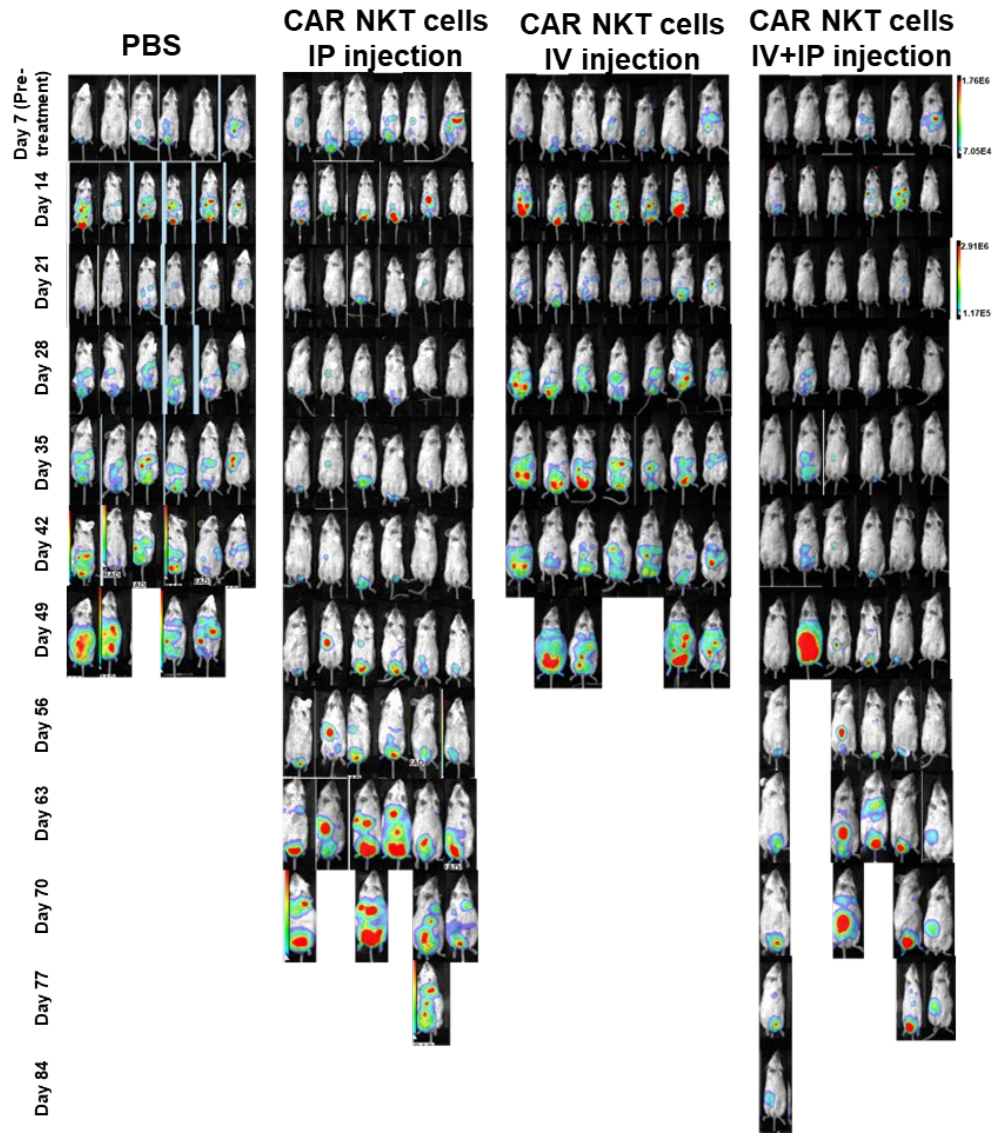 PBS
CAR NKT cells
IP injection
CAR NKT cells
IV injection
CAR NKT cells
IV+IP injection
Day 7 (Pre-
treatment)
1.76E6
7.05E4
Day 14
Day 21
2.91E6
1.17E5
Day 28
Day 35
Day 42
Day 49
Day 56
Day 63
Day 70
Day 77
Day 84